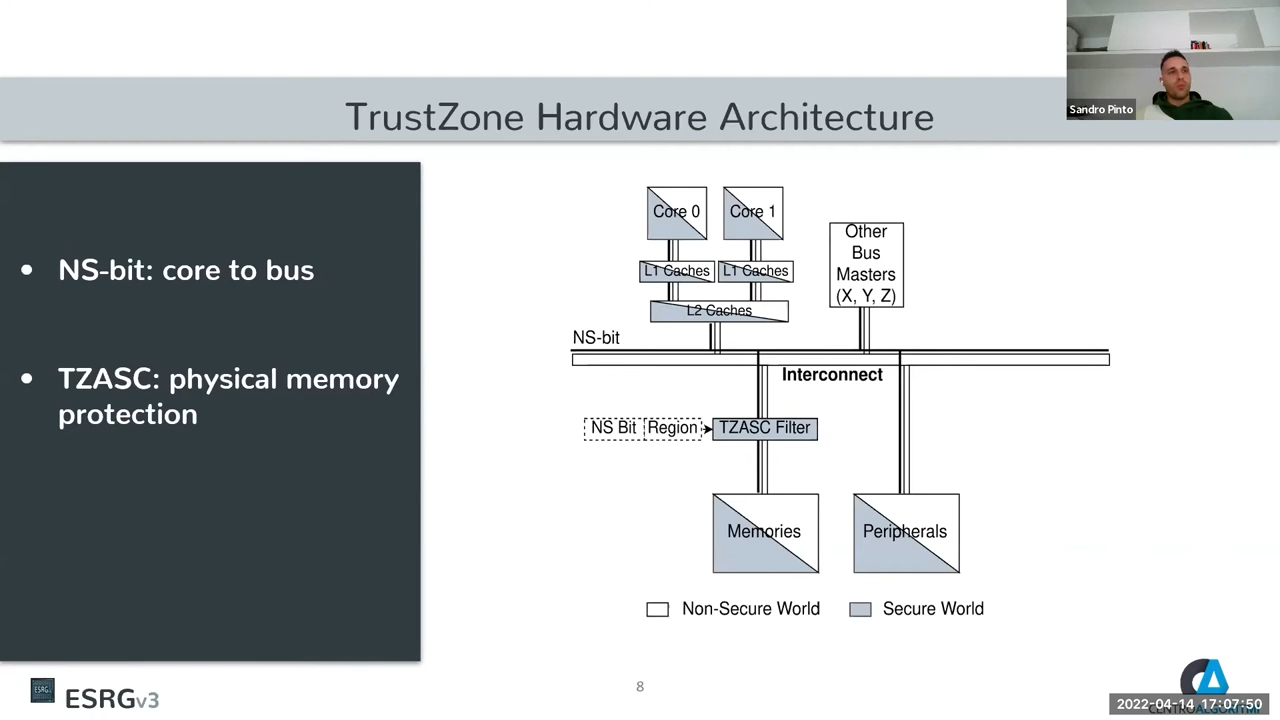 Sandro Pinto
TrustZone Hardware Architecture
• NS-bit: core to bus
• TZASC: physical memory
protection
Core 0
Core 1
L1 Caches
L1 Caches
L2 Caches
Other
Bus
Masters
(X, Y, Z)
NS-bit
Interconnect
NS Bit
Region
TZASC Filter
Memories
Peripherals
Non-Secure World
Secure World
ESRG
ESRGv3
8
2022-04-14 17:07:50